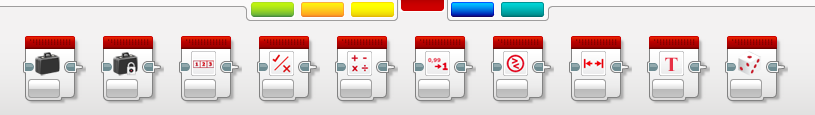 123
+ - × ÷
0,99 →1
T